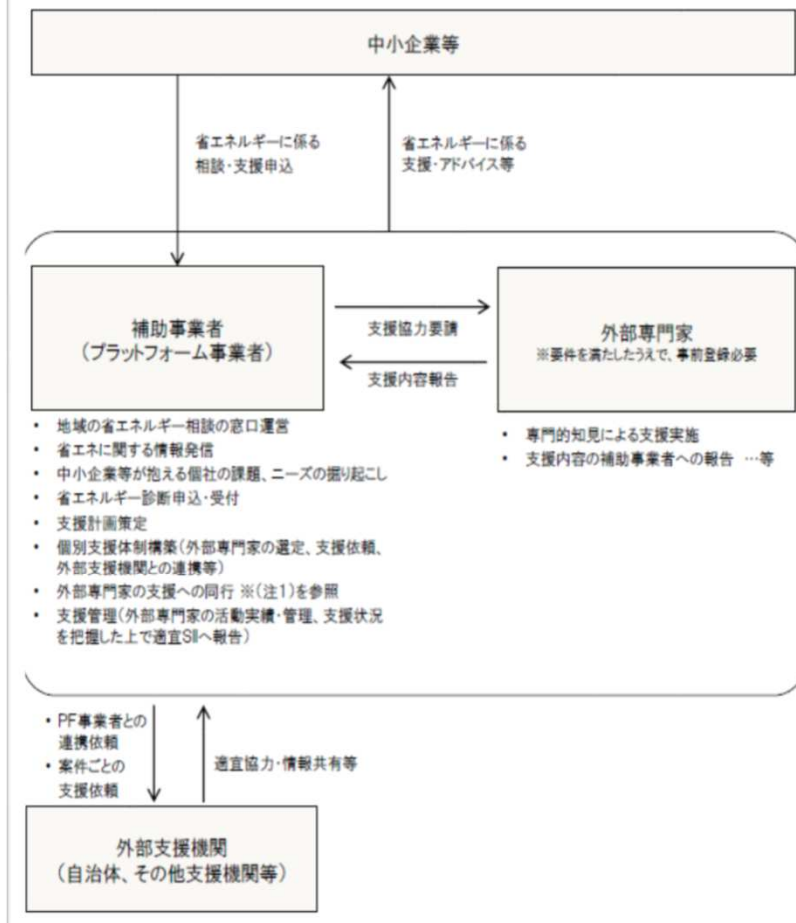 中小企業等
省エネルギーに係る
相談・支援申込
省エネルギーに係る
支援・アドバイス等
補助事業者
（プラットフォーム事業者）
支援協力要請
支援内容報告
外部専門家
※要件を満たしたうえで、事前登録必要
• 地域の省エネルギー相談の窓口運営
• 省エネに関する情報発信
• 中小企業等が抱える個社の課題、ニーズの掘り起こし
• 省エネルギー診断申込・受付
• 支援計画策定
• 個別支援体制構築（外部専門家の選定、支援依頼、
外部支援機関との連携等）
• 外部専門家の支援への同行 ※（注1）を参照
• 支援管理（外部専門家の活動実績・管理、支援状況
を把握した上で適宜SIIへ報告）
• 専門的知見による支援実施
• 支援内容の補助事業者への報告 …等
• PF事業者との
連携依頼
• 案件ごとの
支援依頼
適宜協力・情報共有等
外部支援機関
（自治体、その他支援機関等）